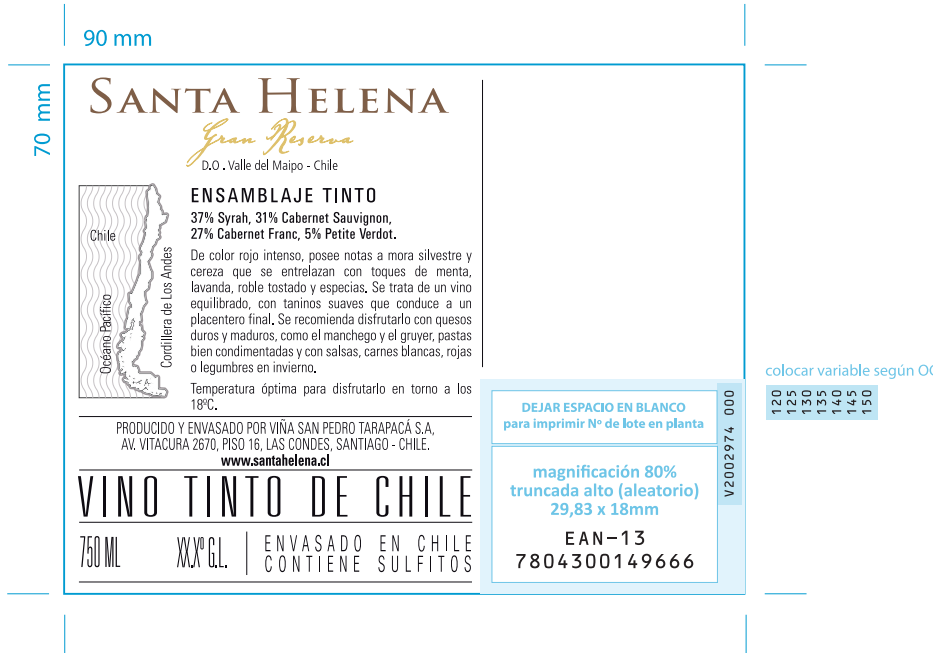 90 mm
70 mm
SANTA HELENA
Gran Reserva
D.O . Valle del Maipo - Chile
Chile
Océano Pacífico
Cordillera de Los Andes
ENSAMBLAJE TINTO
37% Syrah, 31% Cabernet Sauvignon,
27% Cabernet Franc, 5% Petite Verdot.
De color rojo intenso, posee notas a mora silvestre y
cereza que se entrelazan con toques de menta,
lavanda, roble tostado y especias. Se trata de un vino
equilibrado, con taninos suaves que conduce a un
placentero final. Se recomienda disfrutarlo con quesos
duros y maduros, como el manchego y el gruyer, pastas
bien condimentadas y con salsas, carnes blancas, rojas
o legumbres en invierno.
Temperatura óptima para disfrutarlo en torno a los
18ºC.
PRODUCIDO Y ENVASADO POR VIÑA SAN PEDRO TARAPACÁ S.A,
AV. VITACURA 2670, PISO 16, LAS CONDES, SANTIAGO - CHILE.
www.santahelena.cl
VINO TINTO DE CHILE
750 ML
XX.Xº G.L.
ENVASADO EN CHILE
CONTIENE SULFITOS
DEJAR ESPACIO EN BLANCO
para imprimir Nº de lote en planta
magnificación 80%
truncada alto (aleatorio)
29,83 x 18mm
EAN-13
7804300149666
V2002974 000
colocar variable según OC
120
125
130
135
140
145
150